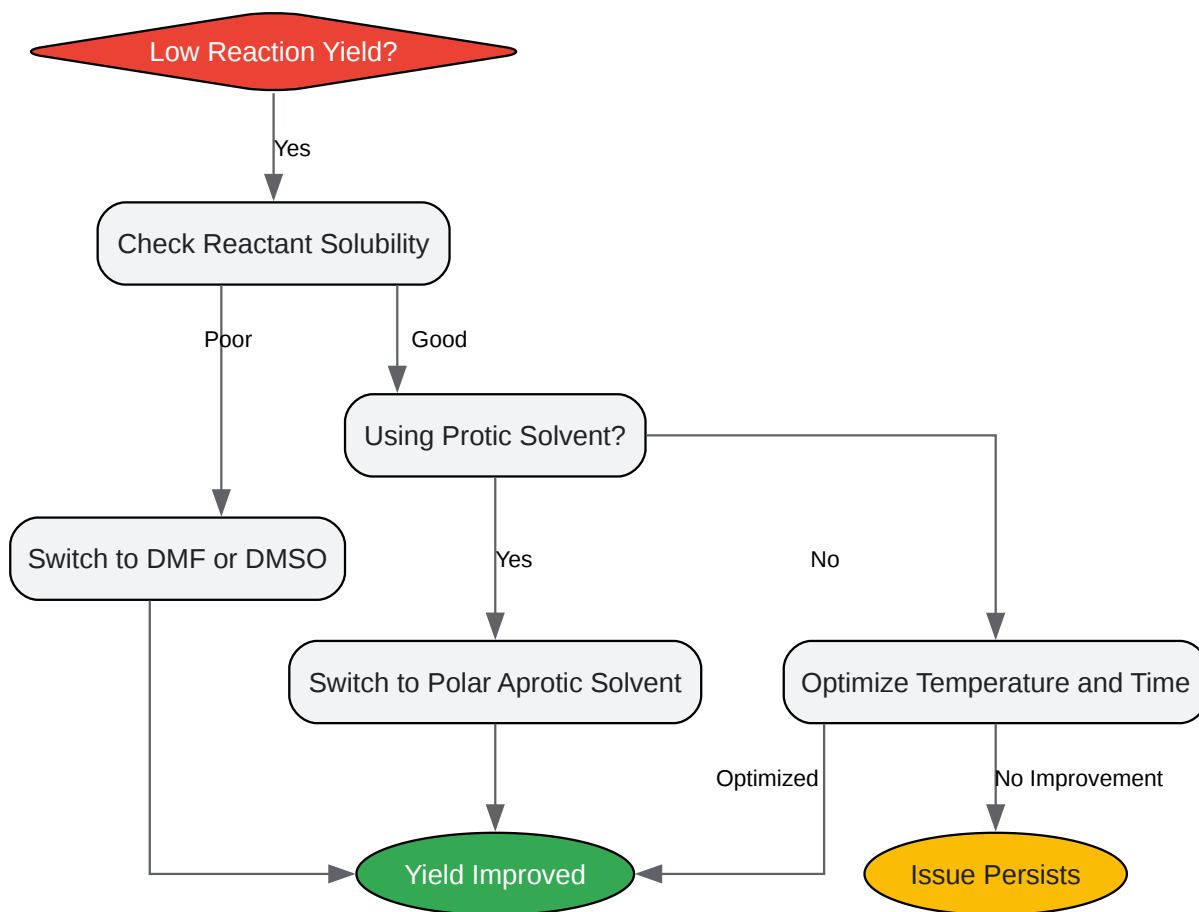 Low Reaction Yield?
Yes
Check Reactant Solubility
Poor
Good
Using Protic Solvent?
Switch to DMF or DMSO
Yes
No
Switch to Polar Aprotic Solvent
Optimize Temperature and Time
Optimized
No Improvement
Yield Improved
Issue Persists